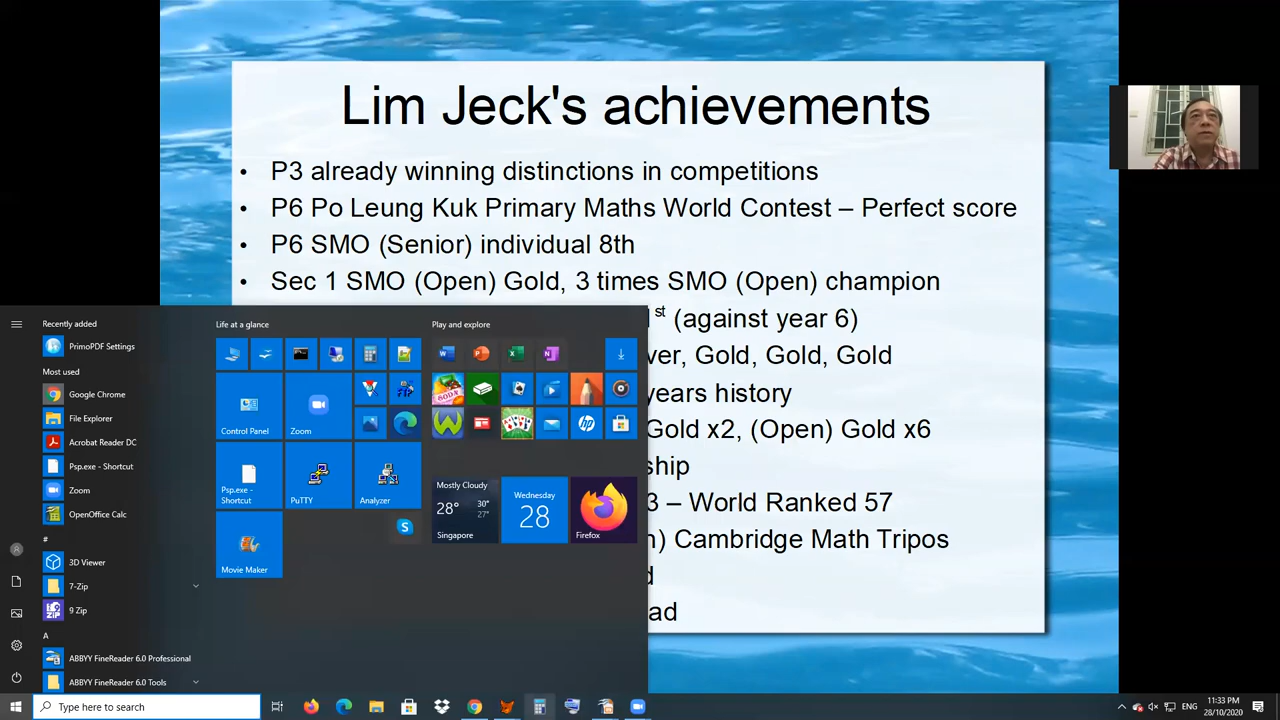 Lim Jeck's achievements
• P3 already winning distinctions in competitions
• P6 Po Leung Kuk Primary Maths World Contest – Perfect score
• P6 SMO (Senior) individual 8th
• Sec 1 SMO (Open) Gold, 3 times SMO (Open) champion
st (against year 6)
ver, Gold, Gold, Gold
years history
Gold x2, (Open) Gold x6
ship
3 – World Ranked 57
n) Cambridge Math Tripos
d
ad
Recently added
PrimoPDF Settings
Most used
Google Chrome
File Explorer
Acrobat Reader DC
Psp.exe - Shortcut
Zoom
OpenOffice Calc
#
3D Viewer
7-Zip
9 Zip
A
ABBYY FineReader 6.0 Professional
ABBYY FineReader 6.0 Tools
Life at a glance
Control Panel
Zoom
Psp.exe -
Shortcut
PuTTY
Analyzer
Movie Maker
Play and explore
Mostly Cloudy
28° 30°
27°
Singapore
Wednesday
28
Firefox
Type here to search
ENG
11:33 PM
28/10/2020